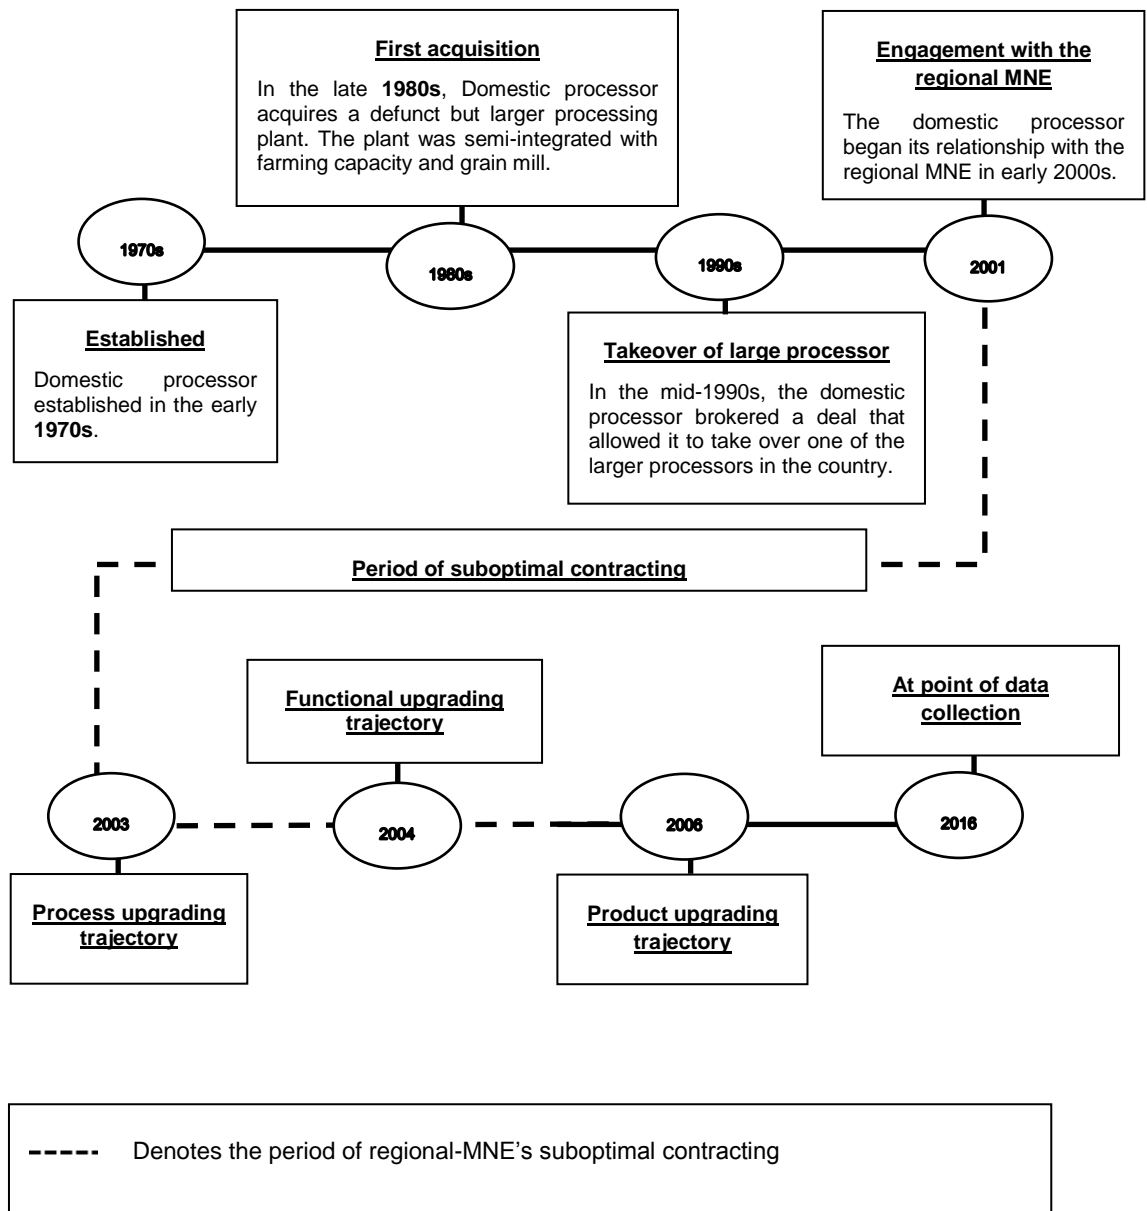 First acquisition
In the late 1980s, Domestic processor
acquires a defunct but larger processing
plant. The plant was semi-integrated with
farming capacity and grain mill.
Engagement with the
regional MNE
The domestic processor
began its relationship with the
regional MNE in early 2000s.
1970s
1980s
1990s
2001
Established
Domestic processor
established in the early
1970s.
Takeover of large processor
In the mid-1990s, the domestic
processor brokered a deal that
allowed it to take over one of the
larger processors in the country.
Period of suboptimal contracting
Functional upgrading
trajectory
At point of data
collection
2003
2004
2006
2016
Process upgrading
trajectory
Product upgrading
trajectory
Denotes the period of regional-MNE's suboptimal contracting